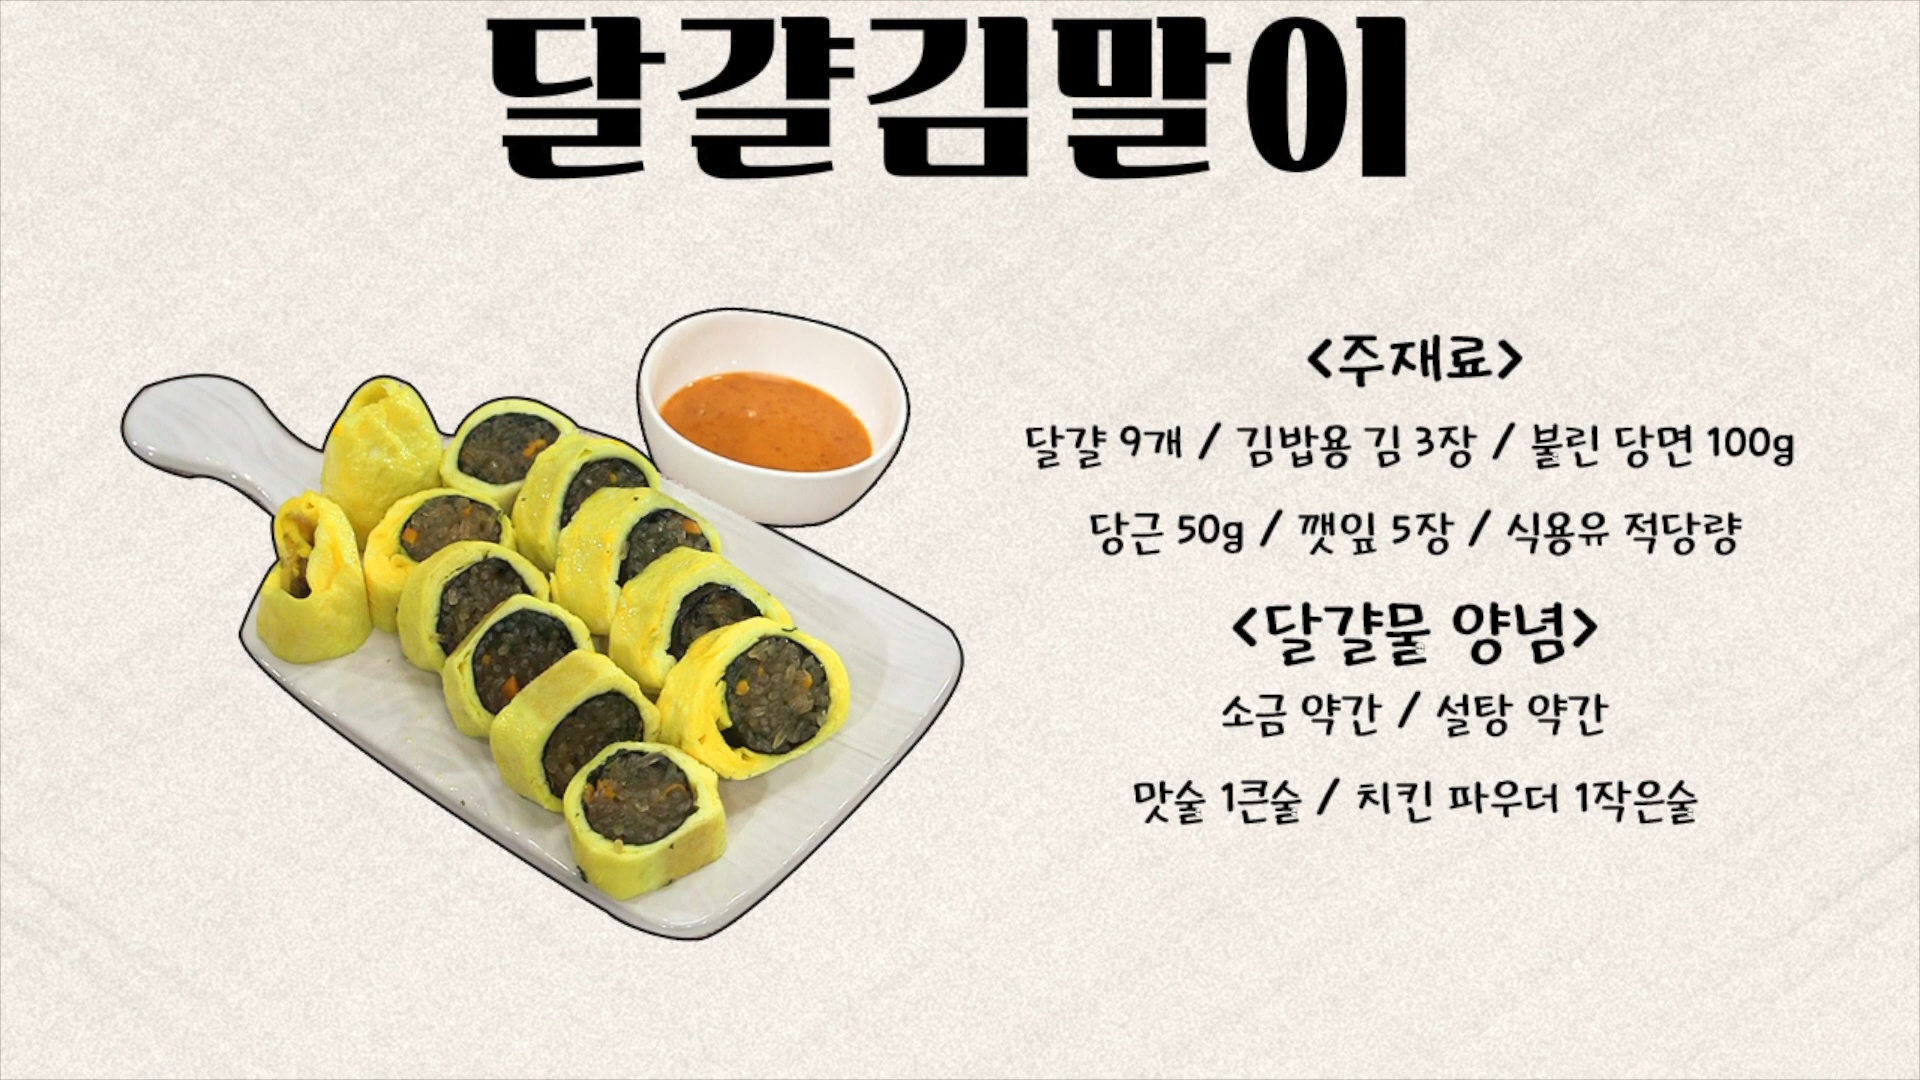 달걀김말이
<주재료>
달걀 9개 / 김밥용 김 3장 / 불린 당면 100g
당근 50g / 깻잎 5장 / 식용유 적당량
<달걀물 양념>
소금 약간 / 설탕 약간
맛술 1큰술 / 치킨 파우더 1작은술